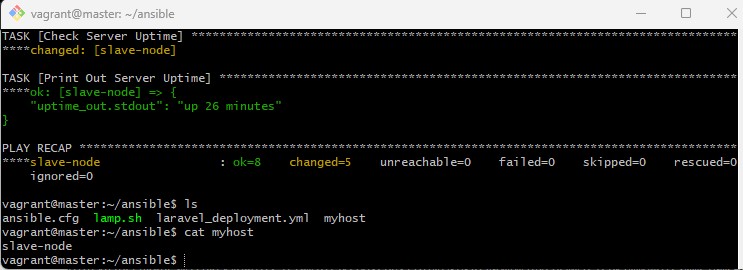 vagrant@master: ~/ansible
TASK [Check Server Uptime] *********************************************************************
****changed: [slave-node]
TASK [Print Out Server Uptime] *****************************************************************
****ok: [slave-node] => {
    "uptime_out.stdout": "up 26 minutes"
}
PLAY RECAP *************************************************************************************
****slave-node                 : ok=8    changed=5    unreachable=0    failed=0    skipped=0    rescued=0
    ignored=0
vagrant@master:~/ansible$ ls
ansible.cfg  lamp.sh  laravel_deployment.yml  myhost
vagrant@master:~/ansible$ cat myhost
slave-node
vagrant@master:~/ansible$